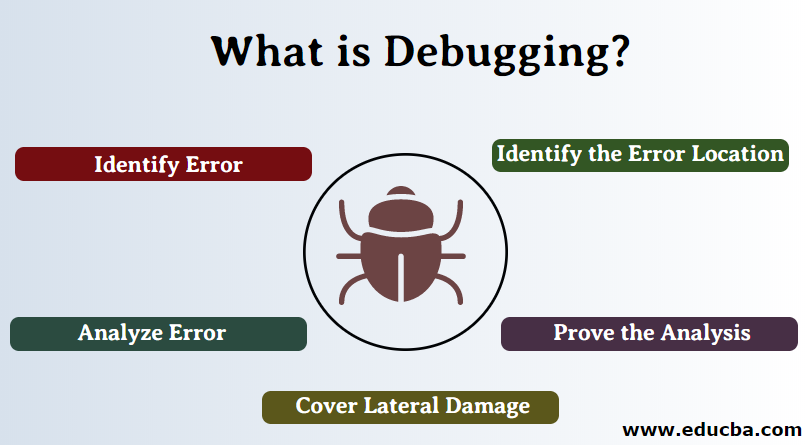 What is Debugging?
Identify Error
Identify the Error Location
Analyze Error
Prove the Analysis
Cover Lateral Damage
www.educba.com